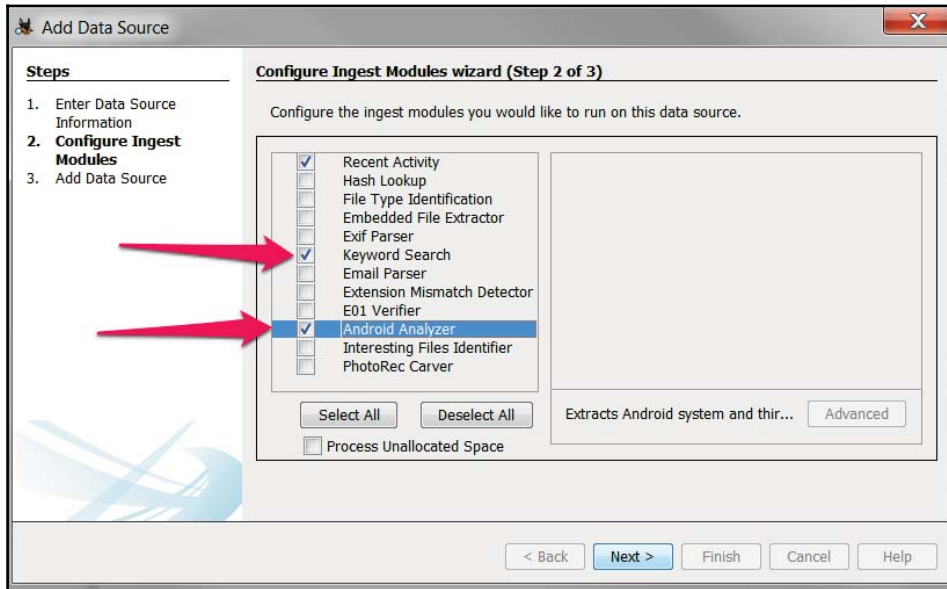 Add Data Source
Steps
1. Enter Data Source
Information
2. Configure Ingest
Modules
3. Add Data Source
Configure Ingest Modules wizard (Step 2 of 3)
Configure the ingest modules you would like to run on this data source.
Recent Activity
Hash Lookup
File Type Identification
Embedded File Extractor
Exif Parser
Keyword Search
Email Parser
Extension Mismatch Detector
E01 Verifier
Android Analyzer
Interesting Files Identifier
PhotoRec Carver
Select All
Deselect All
Process Unallocated Space
Extracts Android system and thir...
Advanced
< Back
Next >
Finish
Cancel
Help